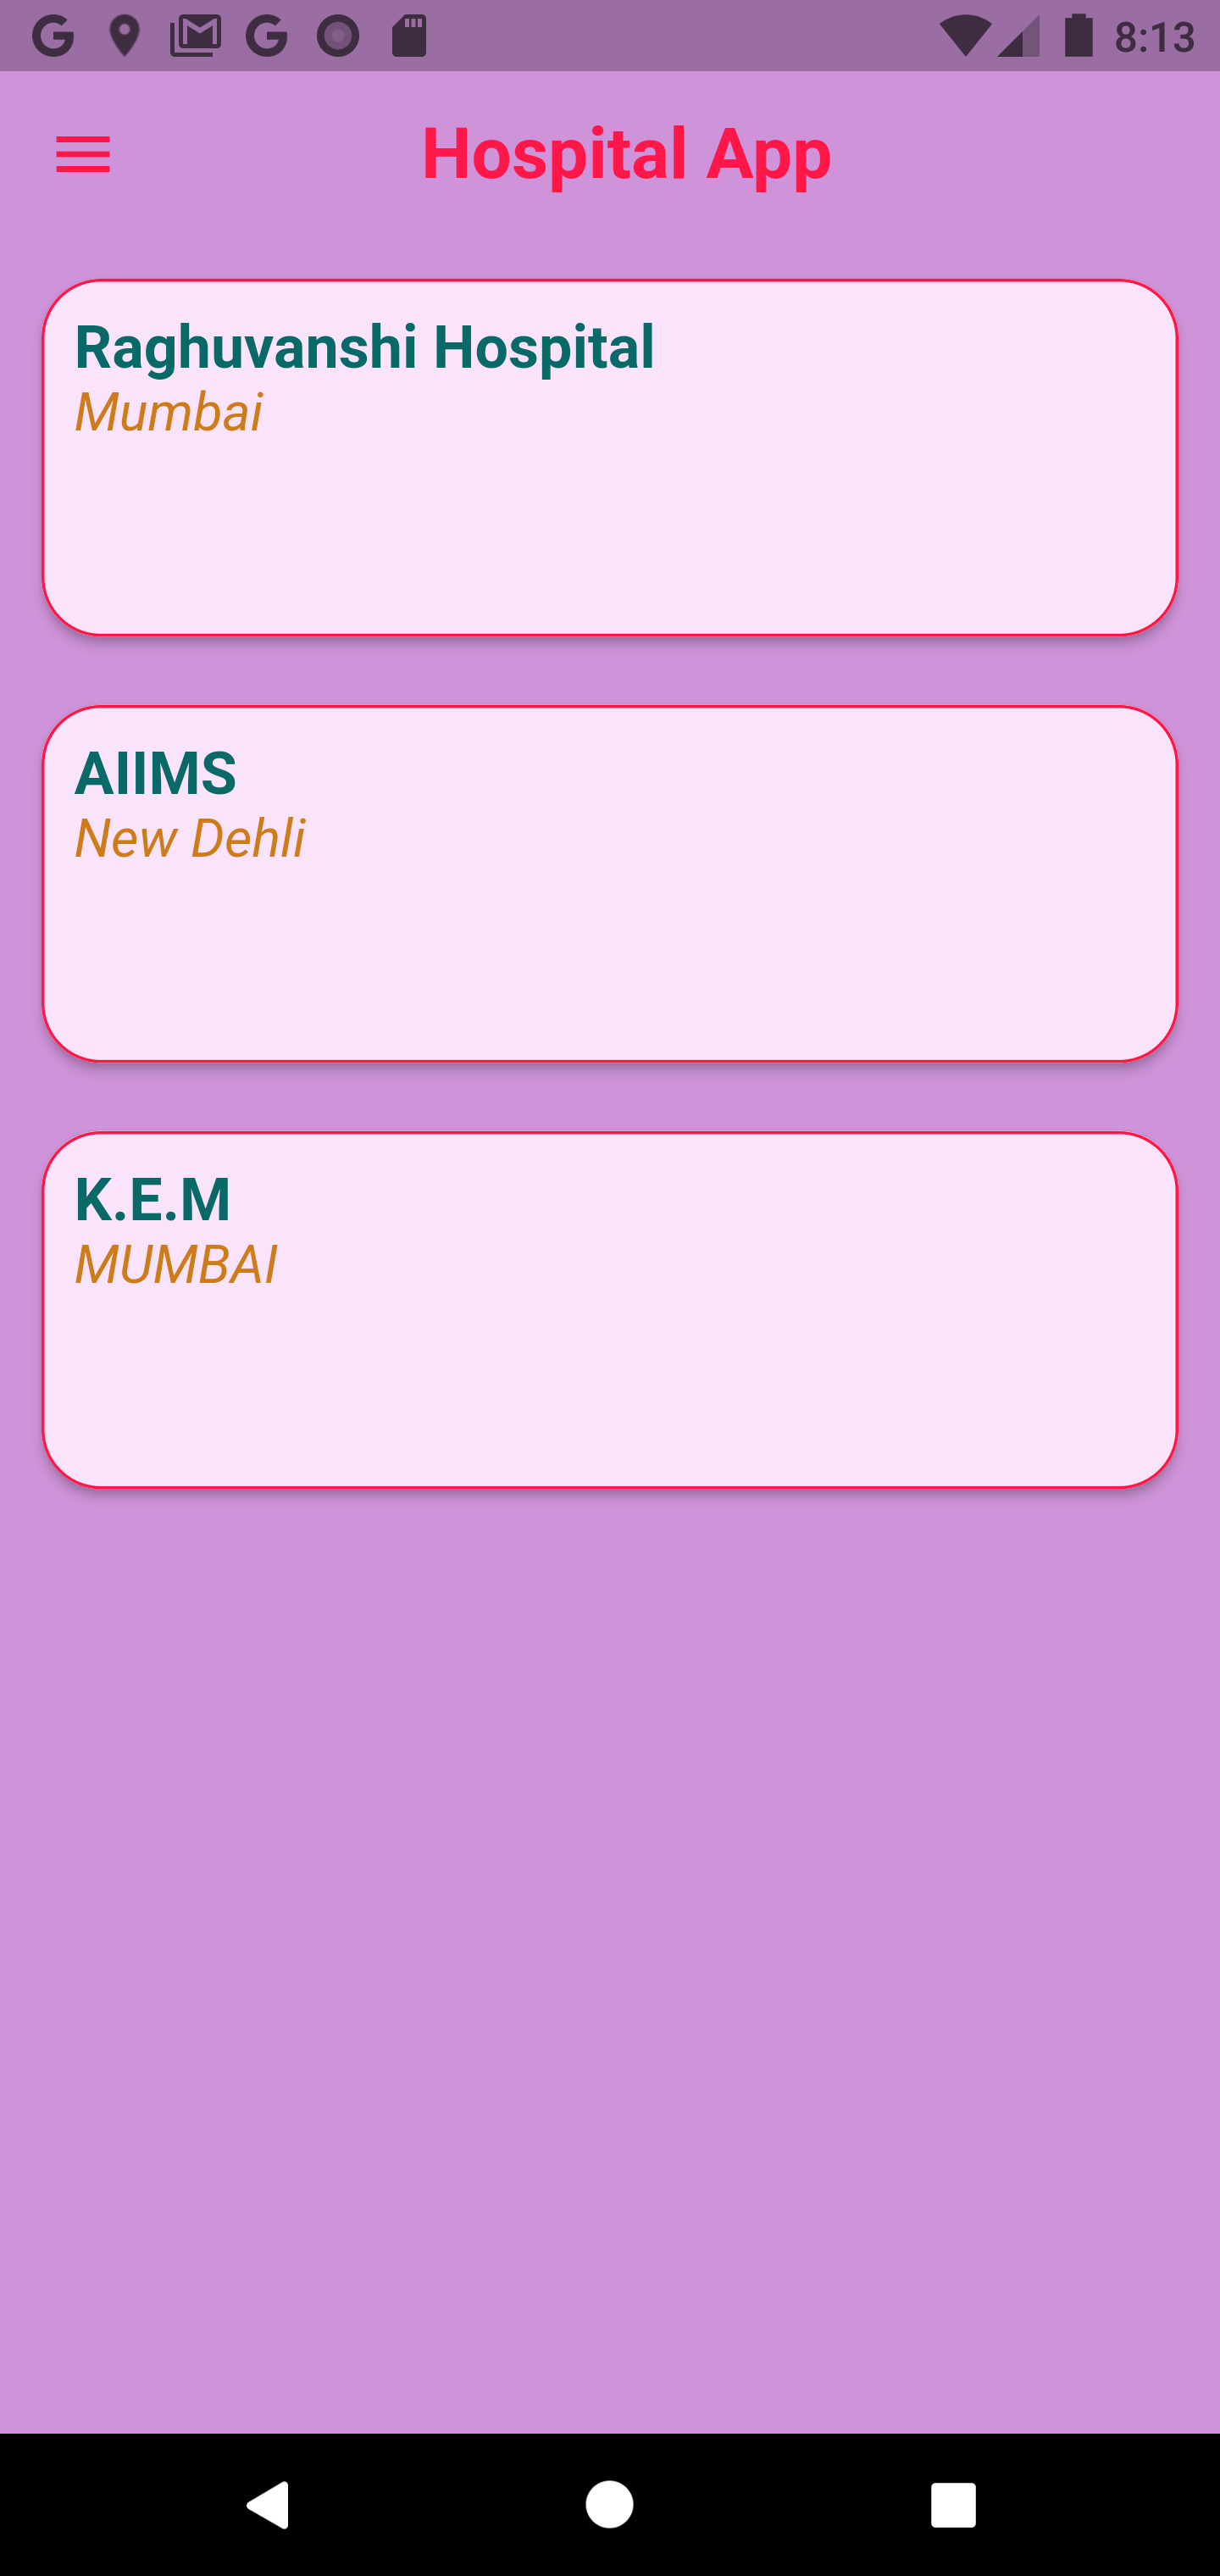 8:13
Hospital App
Raghuvanshi Hospital
Mumbai
AIIMS
New Dehli
K.E.M
MUMBAI